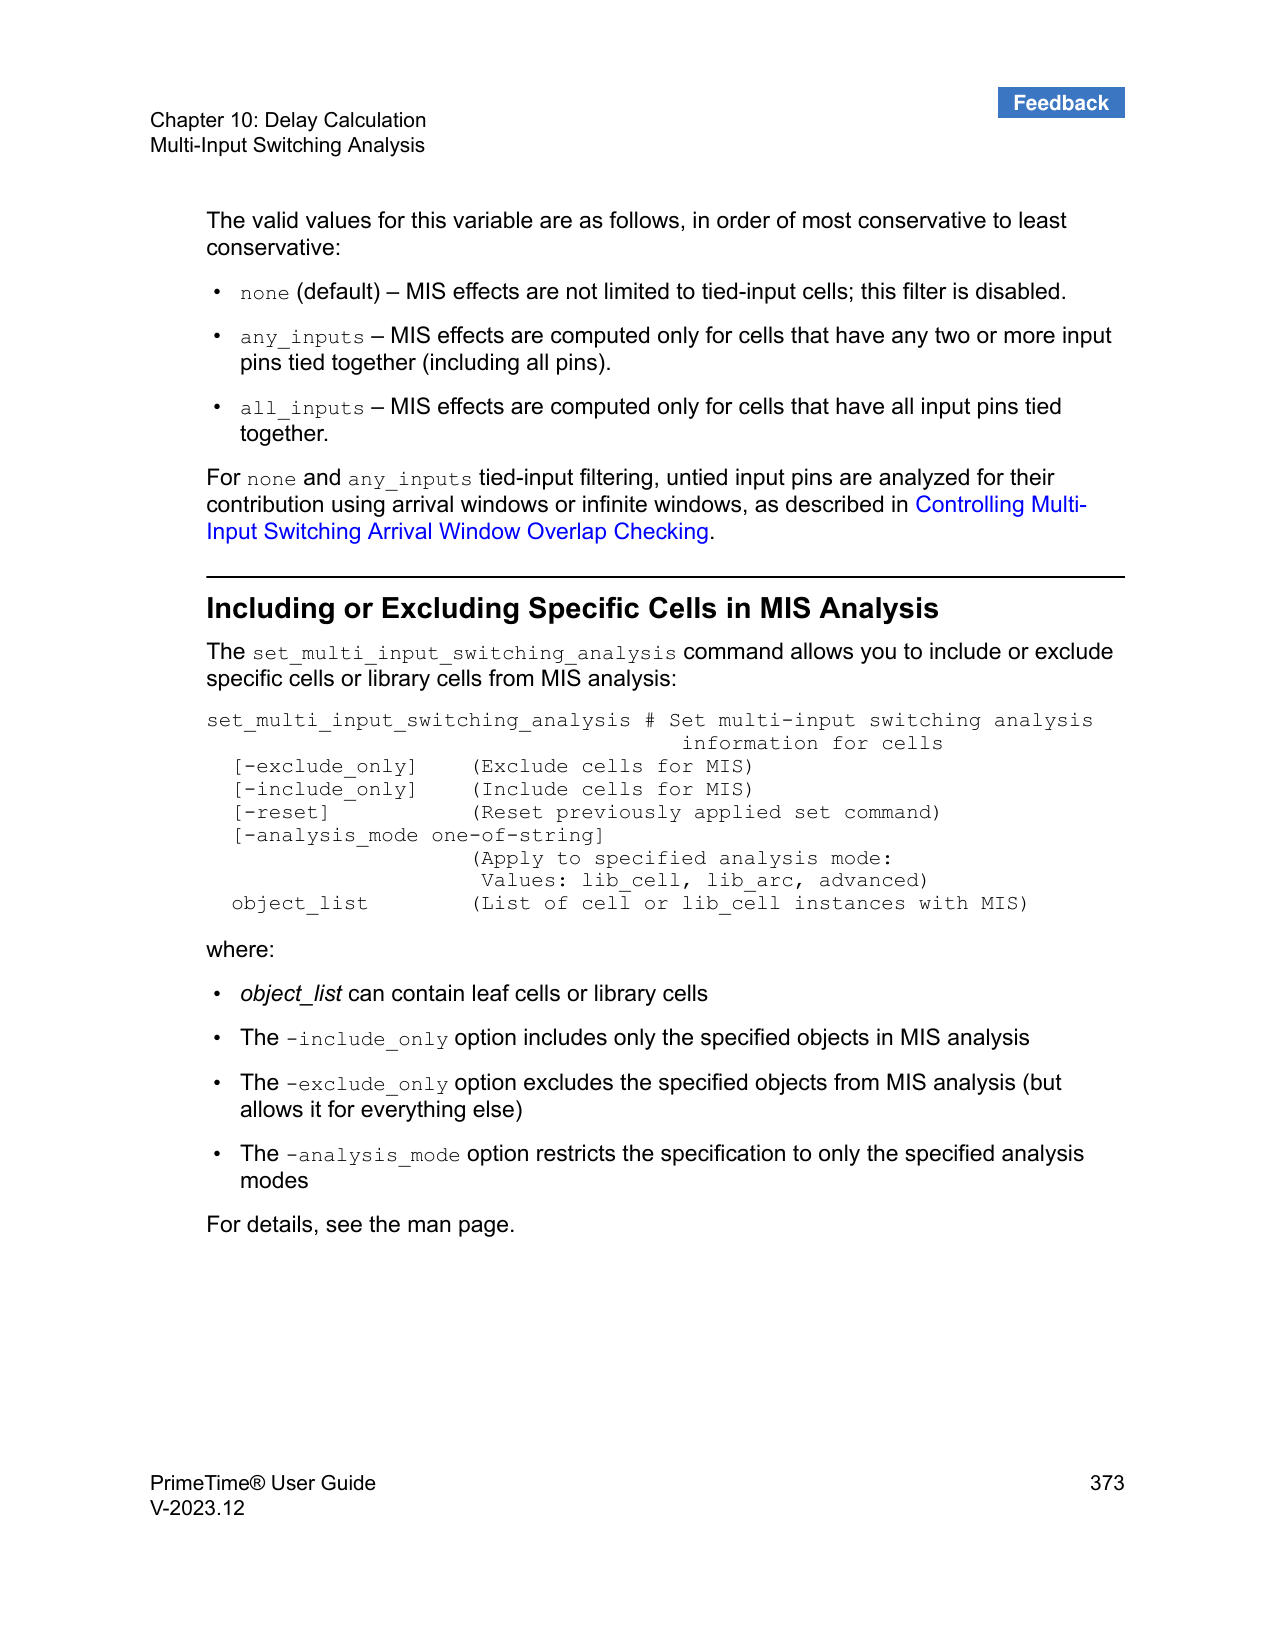 Feedback
Chapter 10: Delay Calculation
Multi-Input Switching Analysis
The valid values for this variable are as follows, in order of most conservative to least
conservative:
• none (default) – MIS effects are not limited to tied-input cells; this filter is disabled.
• any_inputs – MIS effects are computed only for cells that have any two or more input
pins tied together (including all pins).
• all_inputs – MIS effects are computed only for cells that have all input pins tied
together.
For none and any_inputs tied-input filtering, untied input pins are analyzed for their
contribution using arrival windows or infinite windows, as described in Controlling Multi-
Input Switching Arrival Window Overlap Checking.
Including or Excluding Specific Cells in MIS Analysis
The set_multi_input_switching_analysis command allows you to include or exclude
specific cells or library cells from MIS analysis:
set_multi_input_switching_analysis # Set multi-input switching analysis
information for cells
[-exclude_only] (Exclude cells for MIS)
[-include_only] (Include cells for MIS)
[-reset] (Reset previously applied set command)
[-analysis_mode one-of-string]
(Apply to specified analysis mode:
Values: lib_cell, lib_arc, advanced)
object_list (List of cell or lib_cell instances with MIS)
where:
• object_list can contain leaf cells or library cells
• The -include_only option includes only the specified objects in MIS analysis
• The -exclude_only option excludes the specified objects from MIS analysis (but
allows it for everything else)
• The -analysis_mode option restricts the specification to only the specified analysis
modes
For details, see the man page.
PrimeTime® User Guide 373
V-2023.12